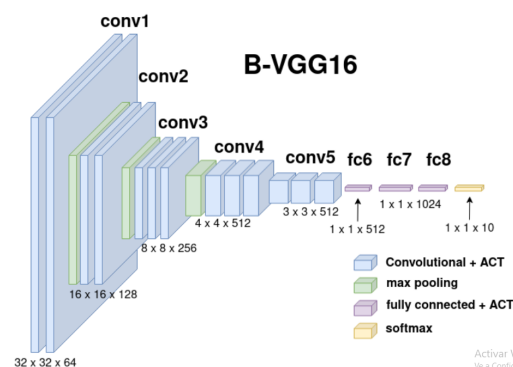 conv1
B-VGG16
conv2
conv3
conv4
conv5
fc6
fc7
fc8
3 x 3 x 512
1 x 1 x 1024
4 x 4 x 512
1 x 1 x 512
1 x 1 x 10
8 x 8 x 256
16 x 16 x 128
32 x 32 x 64
Convolutional + ACT
max pooling
fully connected + ACT
softmax
Activar